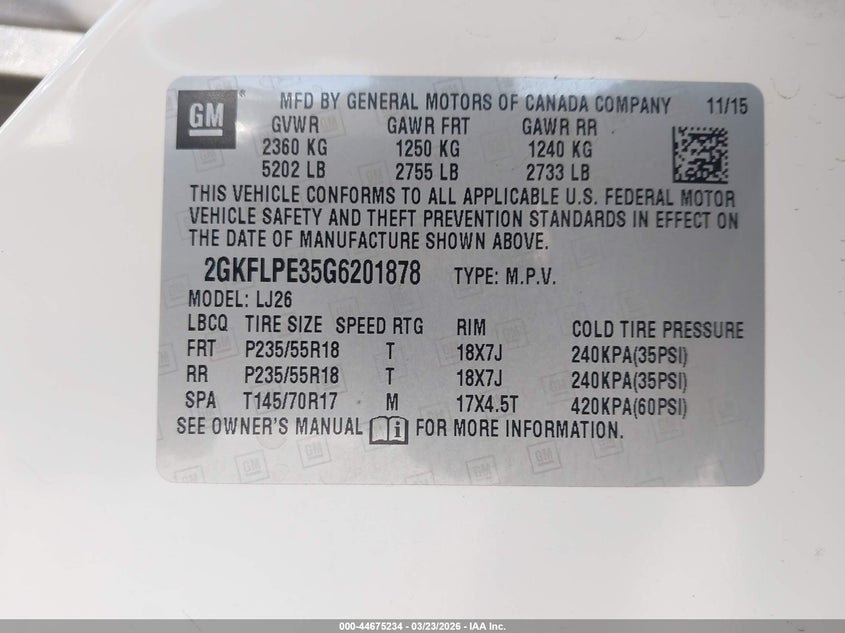 GM ® MFD BY GENERAL MOTORS OF CANADA COMPANY 11/15
GVWR GAWR FRT GAWR RR
2360 KG 1250 KG 1240 KG
5202 LB 2755 LB 2733 LB
THIS VEHICLE CONFORMS TO ALL APPLICABLE U.S. FEDERAL MOTOR
VEHICLE SAFETY AND THEFT PREVENTION STANDARDS IN EFFECT ON
THE DATE OF MANUFACTURE SHOWN ABOVE.
2GKFLPE35G6201878 TYPE: M.P.V.
MODEL: LJ26
LBCQ TIRE SIZE SPEED RTG RIM COLD TIRE PRESSURE
FRT P235/55R18 T 18X7J 240KPA(35PSI)
RR P235/55R18 T 18X7J 240KPA(35PSI)
SPA T145/70R17 M 17X4.5T 420KPA(60PSI)
SEE OWNER'S MANUAL i FOR MORE INFORMATION.
000-44675234 - 03/23/2026 - IAA Inc.